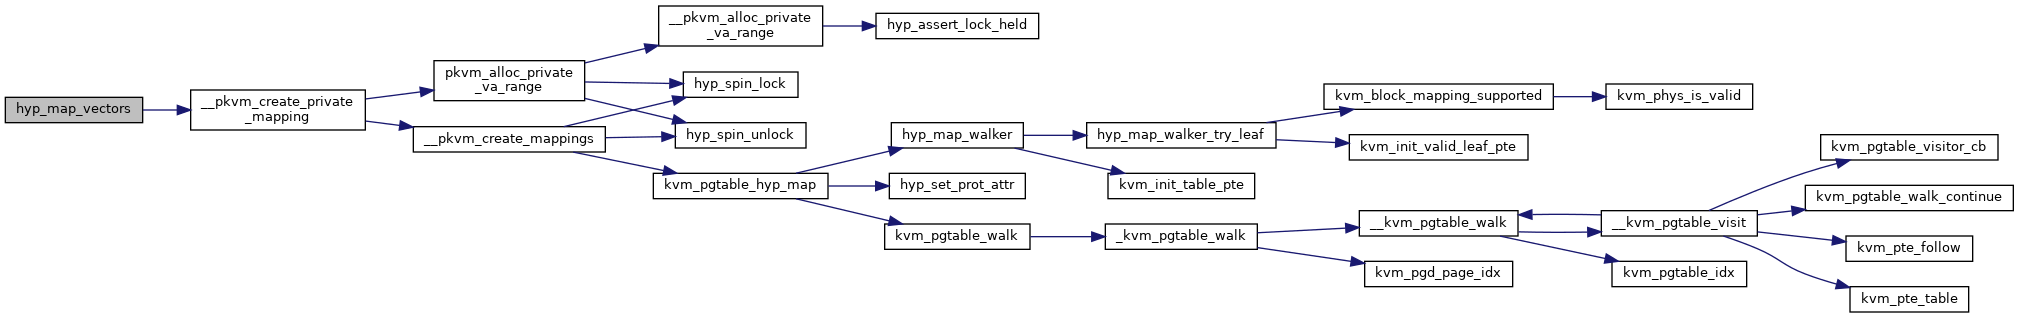 hyp_map_vectors
__pkvm_create_private
_mapping
pkvm_alloc_private
_va_range
__pkvm_create_mappings
__pkvm_alloc_private
_va_range
hyp_spin_lock
hyp_spin_unlock
kvm_pgtable_hyp_map
hyp_assert_lock_held
hyp_map_walker
hyp_set_prot_attr
kvm_pgtable_walk
hyp_map_walker_try_leaf
kvm_init_table_pte
_kvm_pgtable_walk
kvm_block_mapping_supported
kvm_init_valid_leaf_pte
__kvm_pgtable_walk
kvm_pgd_page_idx
kvm_phys_is_valid
__kvm_pgtable_visit
kvm_pgtable_idx
kvm_pgtable_visitor_cb
kvm_pgtable_walk_continue
kvm_pte_follow
kvm_pte_table